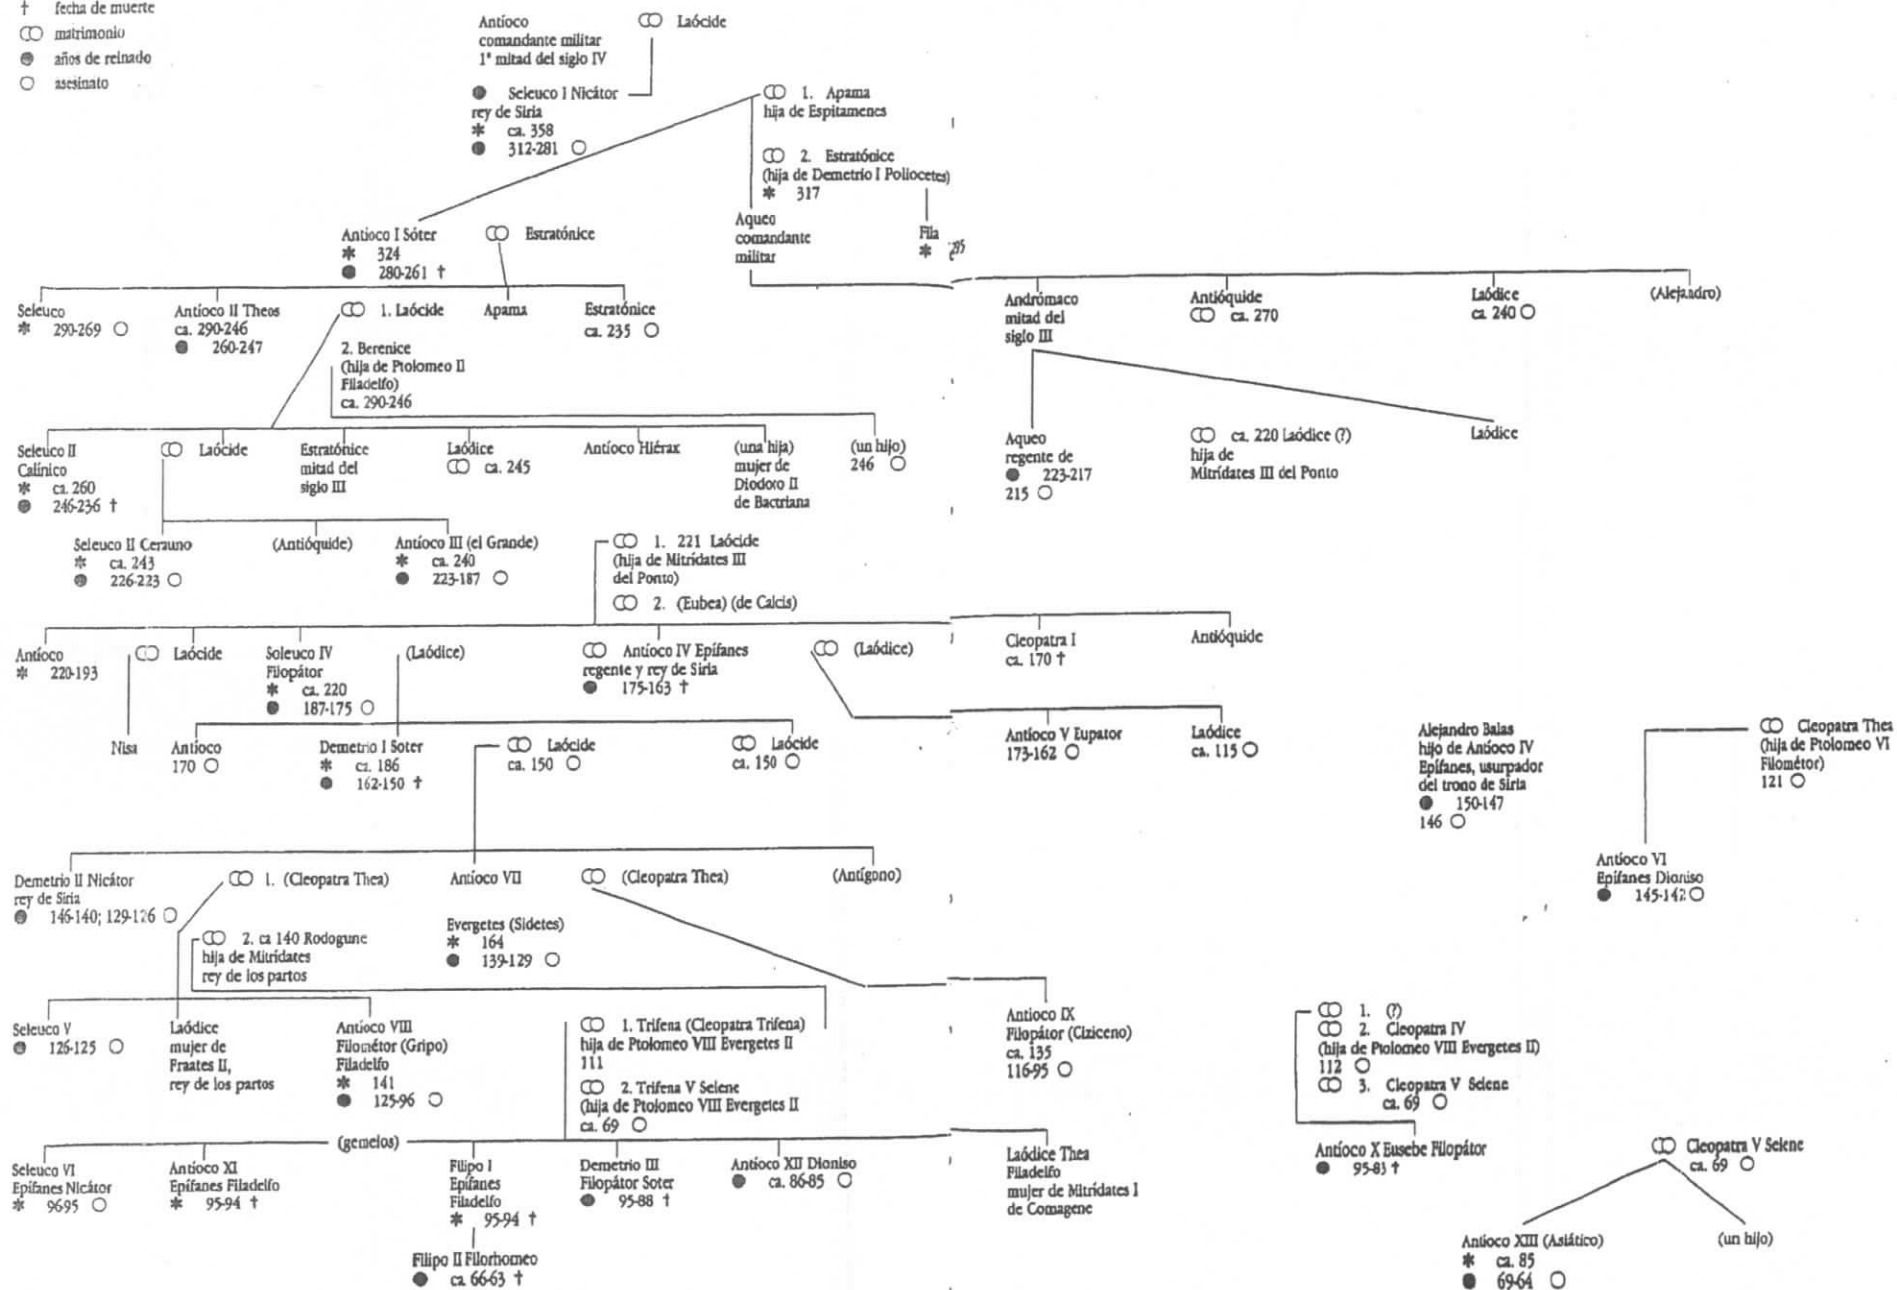 † fecha de muerte
matrimonio
años de reinado
asesinato
Antíoco
comandante militar
1ª mitad del siglo IV
Laócide
Seleuco I Nicátor
rey de Siria
* ca. 358
312-281
1. Apama
hija de Espitamenes
2. Estratónice
(hija de Demetrio I Poliocetes)
* 317
Antíoco I Sóter
* 324
280-261 †
Estratónice
Aqueo
comandante
militar
Fila
*
Seleuco
* 290-269
Antíoco II Theos
ca. 290-246
260-247
1. Laócide
2. Berenice
(hija de Ptolomeo II
Filadelfo)
ca. 290-246
Apama
Estratónice
ca. 235
Andrómaco
mitad del
siglo III
Antióquide
ca. 270
Laódice
ca 240
(Alejandro)
Seleuco II
Calínico
* ca. 260
246-236 †
Laócide
Estratónice
mitad del
siglo III
Laódice
ca. 245
Antíoco Hiérax
(una hija)
mujer de
Diodoro II
de Bactriana
(un hijo)
246
Aqueo
regente de
223-217
215
ca. 220 Laódice (?)
hija de
Mitrídates III del Ponto
Laódice
Seleuco II Cerauno
* ca. 243
226-223
(Antióquide)
Antíoco III (el Grande)
* ca. 240
223-187
1. 221 Laócide
(hija de Mitrídates III
del Ponto)
2. (Eubea) (de Calcis)
Antíoco
* 220-193
Laócide
Soleuco IV
Filopátor
* ca. 220
187-175
(Laódice)
Antíoco IV Epífanes
regente y rey de Siria
175-163 †
(Laódice)
Cleopatra I
ca. 170 †
Antióquide
Nisa
Antíoco
170
Demetrio I Soter
* ca. 186
162-150 †
Laócide
ca. 150
Laócide
ca. 150
Antíoco V Eupator
173-162
Laódice
ca. 115
Alejandro Balas
hijo de Antíoco IV
Epífanes, usurpador
del trono de Siria
150-147
146
Cleopatra Thea
(hija de Ptolomeo VI
Filométor)
121
Antíoco VI
Epífanes Dioniso
145-142
Demetrio II Nicátor
rey de Siria
146-140; 129-126
1. (Cleopatra Thea)
2. ca 140 Rodogune
hija de Mitrídates
rey de los partos
Antíoco VII
Evergetes (Sidetes)
* 164
139-129
(Cleopatra Thea)
(Antígono)
Seleuco V
126-125
Laódice
mujer de
Fraates II,
rey de los partos
Antíoco VIII
Filométor (Gripo)
Filadelfo
* 141
125-96
1. Trifena (Cleopatra Trifena)
hija de Ptolomeo VIII Evergetes II
111
2. Trifena V Selene
(hija de Ptolomeo VIII Evergetes II
ca. 69
Antíoco IX
Filopátor (Ciziceno)
ca. 135
116-95
1. (?)
2. Cleopatra IV
(hija de Ptolomeo VIII Evergetes II)
112
3. Cleopatra V Selene
ca. 69
(gemelos)
Seleuco VI
Epífanes Nicátor
* 96-95
Antíoco XI
Epífanes Filadelfo
* 95-94 †
Filipo I
Epífanes
Filadelfo
* 95-94 †
Demetrio III
Filopátor Soter
95-88 †
Antíoco XII Dioniso
ca. 86-85
Laódice Thea
Filadelfo
mujer de Mitrídates I
de Comagene
Antíoco X Eusebe Filopátor
95-83 †
Cleopatra V Selene
ca. 69
Filipo II Filorhomeo
ca 66-63 †
Antíoco XIII (Asiático)
* ca. 85
69-64
(un hijo)